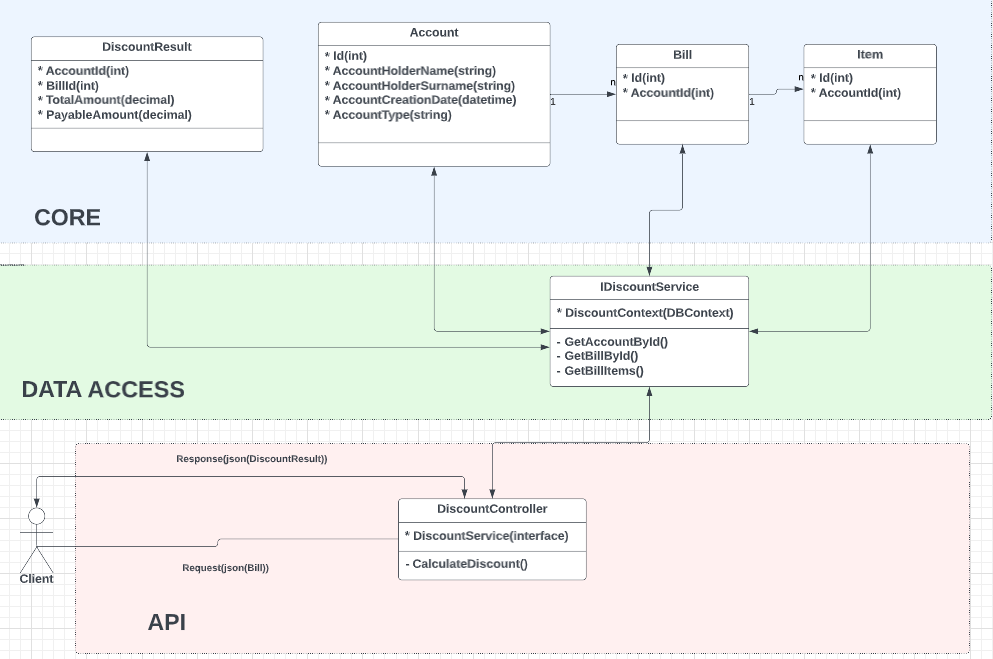 DiscountResult
* AccountId(int)
* BillId(int)
* TotalAmount(decimal)
* PayableAmount(decimal)
Account
* Id(int)
* AccountHolderName(string)
* AccountHolderSurname(string)
* AccountCreationDate(datetime)
* AccountType(string)
1
n
Bill
* Id(int)
* AccountId(int)
1
n
Item
* Id(int)
* AccountId(int)
CORE
IDiscountService
* DiscountContext(DBContext)
- GetAccountById()
- GetBillById()
- GetBillItems()
DATA ACCESS
Response(json(DiscountResult))
DiscountController
* DiscountService(interface)
- CalculateDiscount()
Request(json(Bill))
Client
API